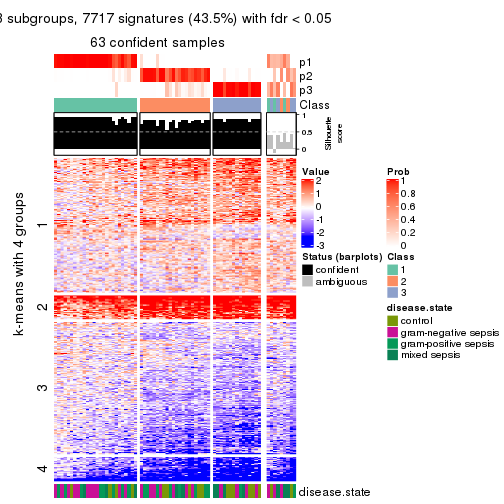 3 subgroups, 7717 signatures (43.5%) with fdr < 0.05
63 confident samples
p1
p2
p3
Class
1
0.5
0
Silhouette
score
k-means with 4 groups
1
2
3
4
disease.state
Value
2
1
0
-1
-2
-3
Prob
1
0.8
0.6
0.4
0.2
0
Status (barplots)
confident
ambiguous
Class
1
2
3
disease.state
control
gram-negative sepsis
gram-positive sepsis
mixed sepsis